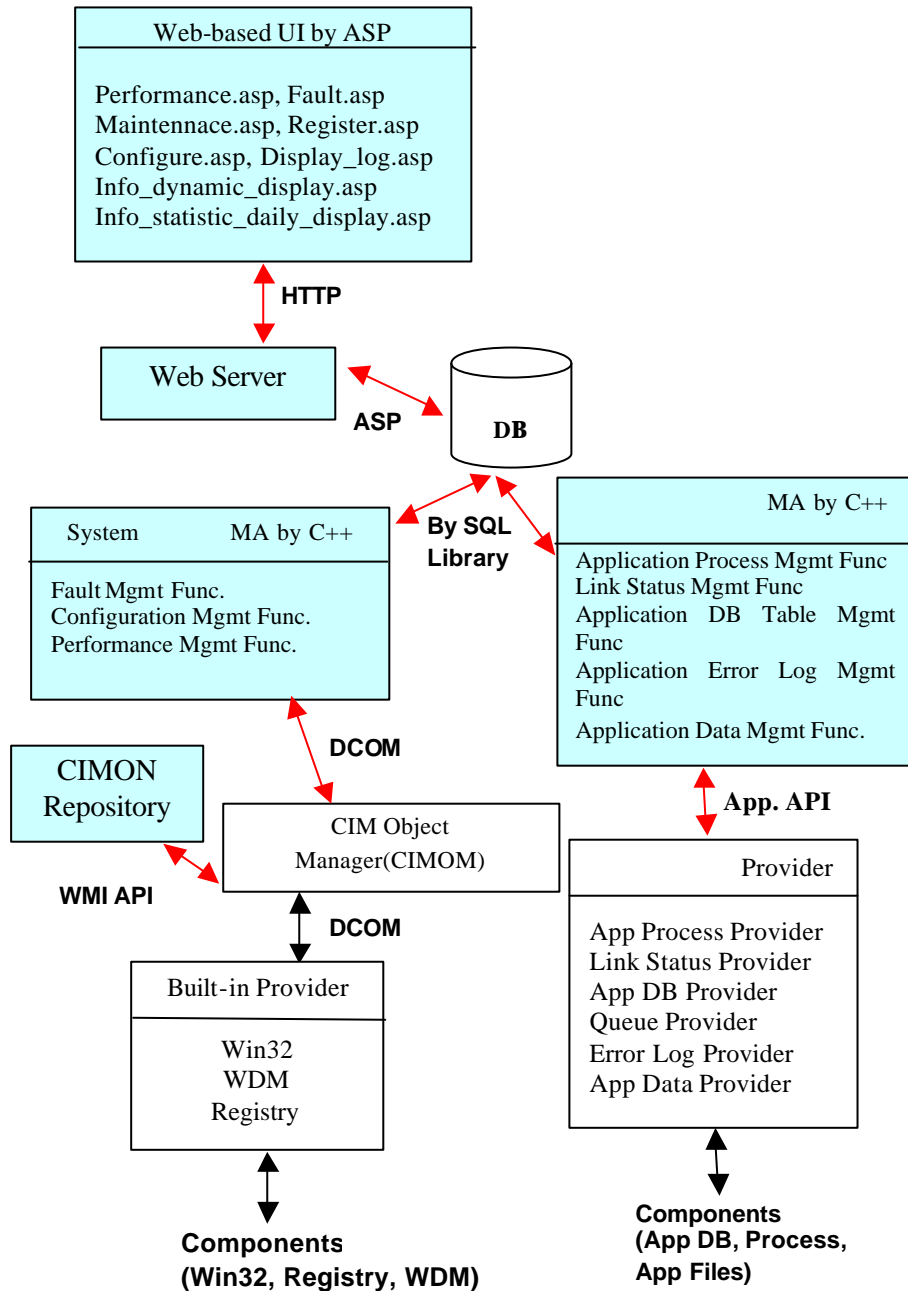 Web-based UI by ASP
Performance.asp, Fault.asp
Maintennace.asp, Register.asp
Configure.asp, Display_log.asp
Info_dynamic_display.asp
Info_statistic_daily_display.asp
HTTP
Web Server
ASP
DB
System MA by C++
Fault Mgmt Func.
Configuration Mgmt Func.
Performance Mgmt Func.
By SQL
Library
MA by C++
Application Process Mgmt Func
Link Status Mgmt Func
Application DB Table Mgmt
Func
Application Error Log Mgmt
Func
Application Data Mgmt Func.
DCOM
CIMON
Repository
WMI API
CIM Object
Manager(CIMOM)
App. API
DCOM
Built-in Provider
Win32
WDM
Registry
Provider
App Process Provider
Link Status Provider
App DB Provider
Queue Provider
Error Log Provider
App Data Provider
Components
(Win32, Registry, WDM)
Components
(App DB, Process,
App Files)